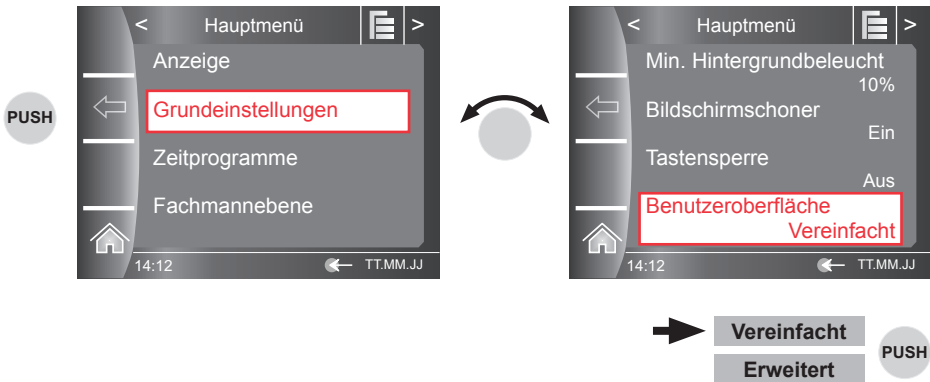 PUSH
< Hauptmenü >
Anzeige
Grundeinstellungen
Zeitprogramme
Fachmannebene
14:12 TT.MM.JJ
< Hauptmenü >
Min. Hintergrundbeleucht
10%
Bildschirmschoner
Ein
Tastensperre
Aus
Benutzeroberfläche
Vereinfacht
14:12 TT.MM.JJ
Vereinfacht
Erweitert
PUSH